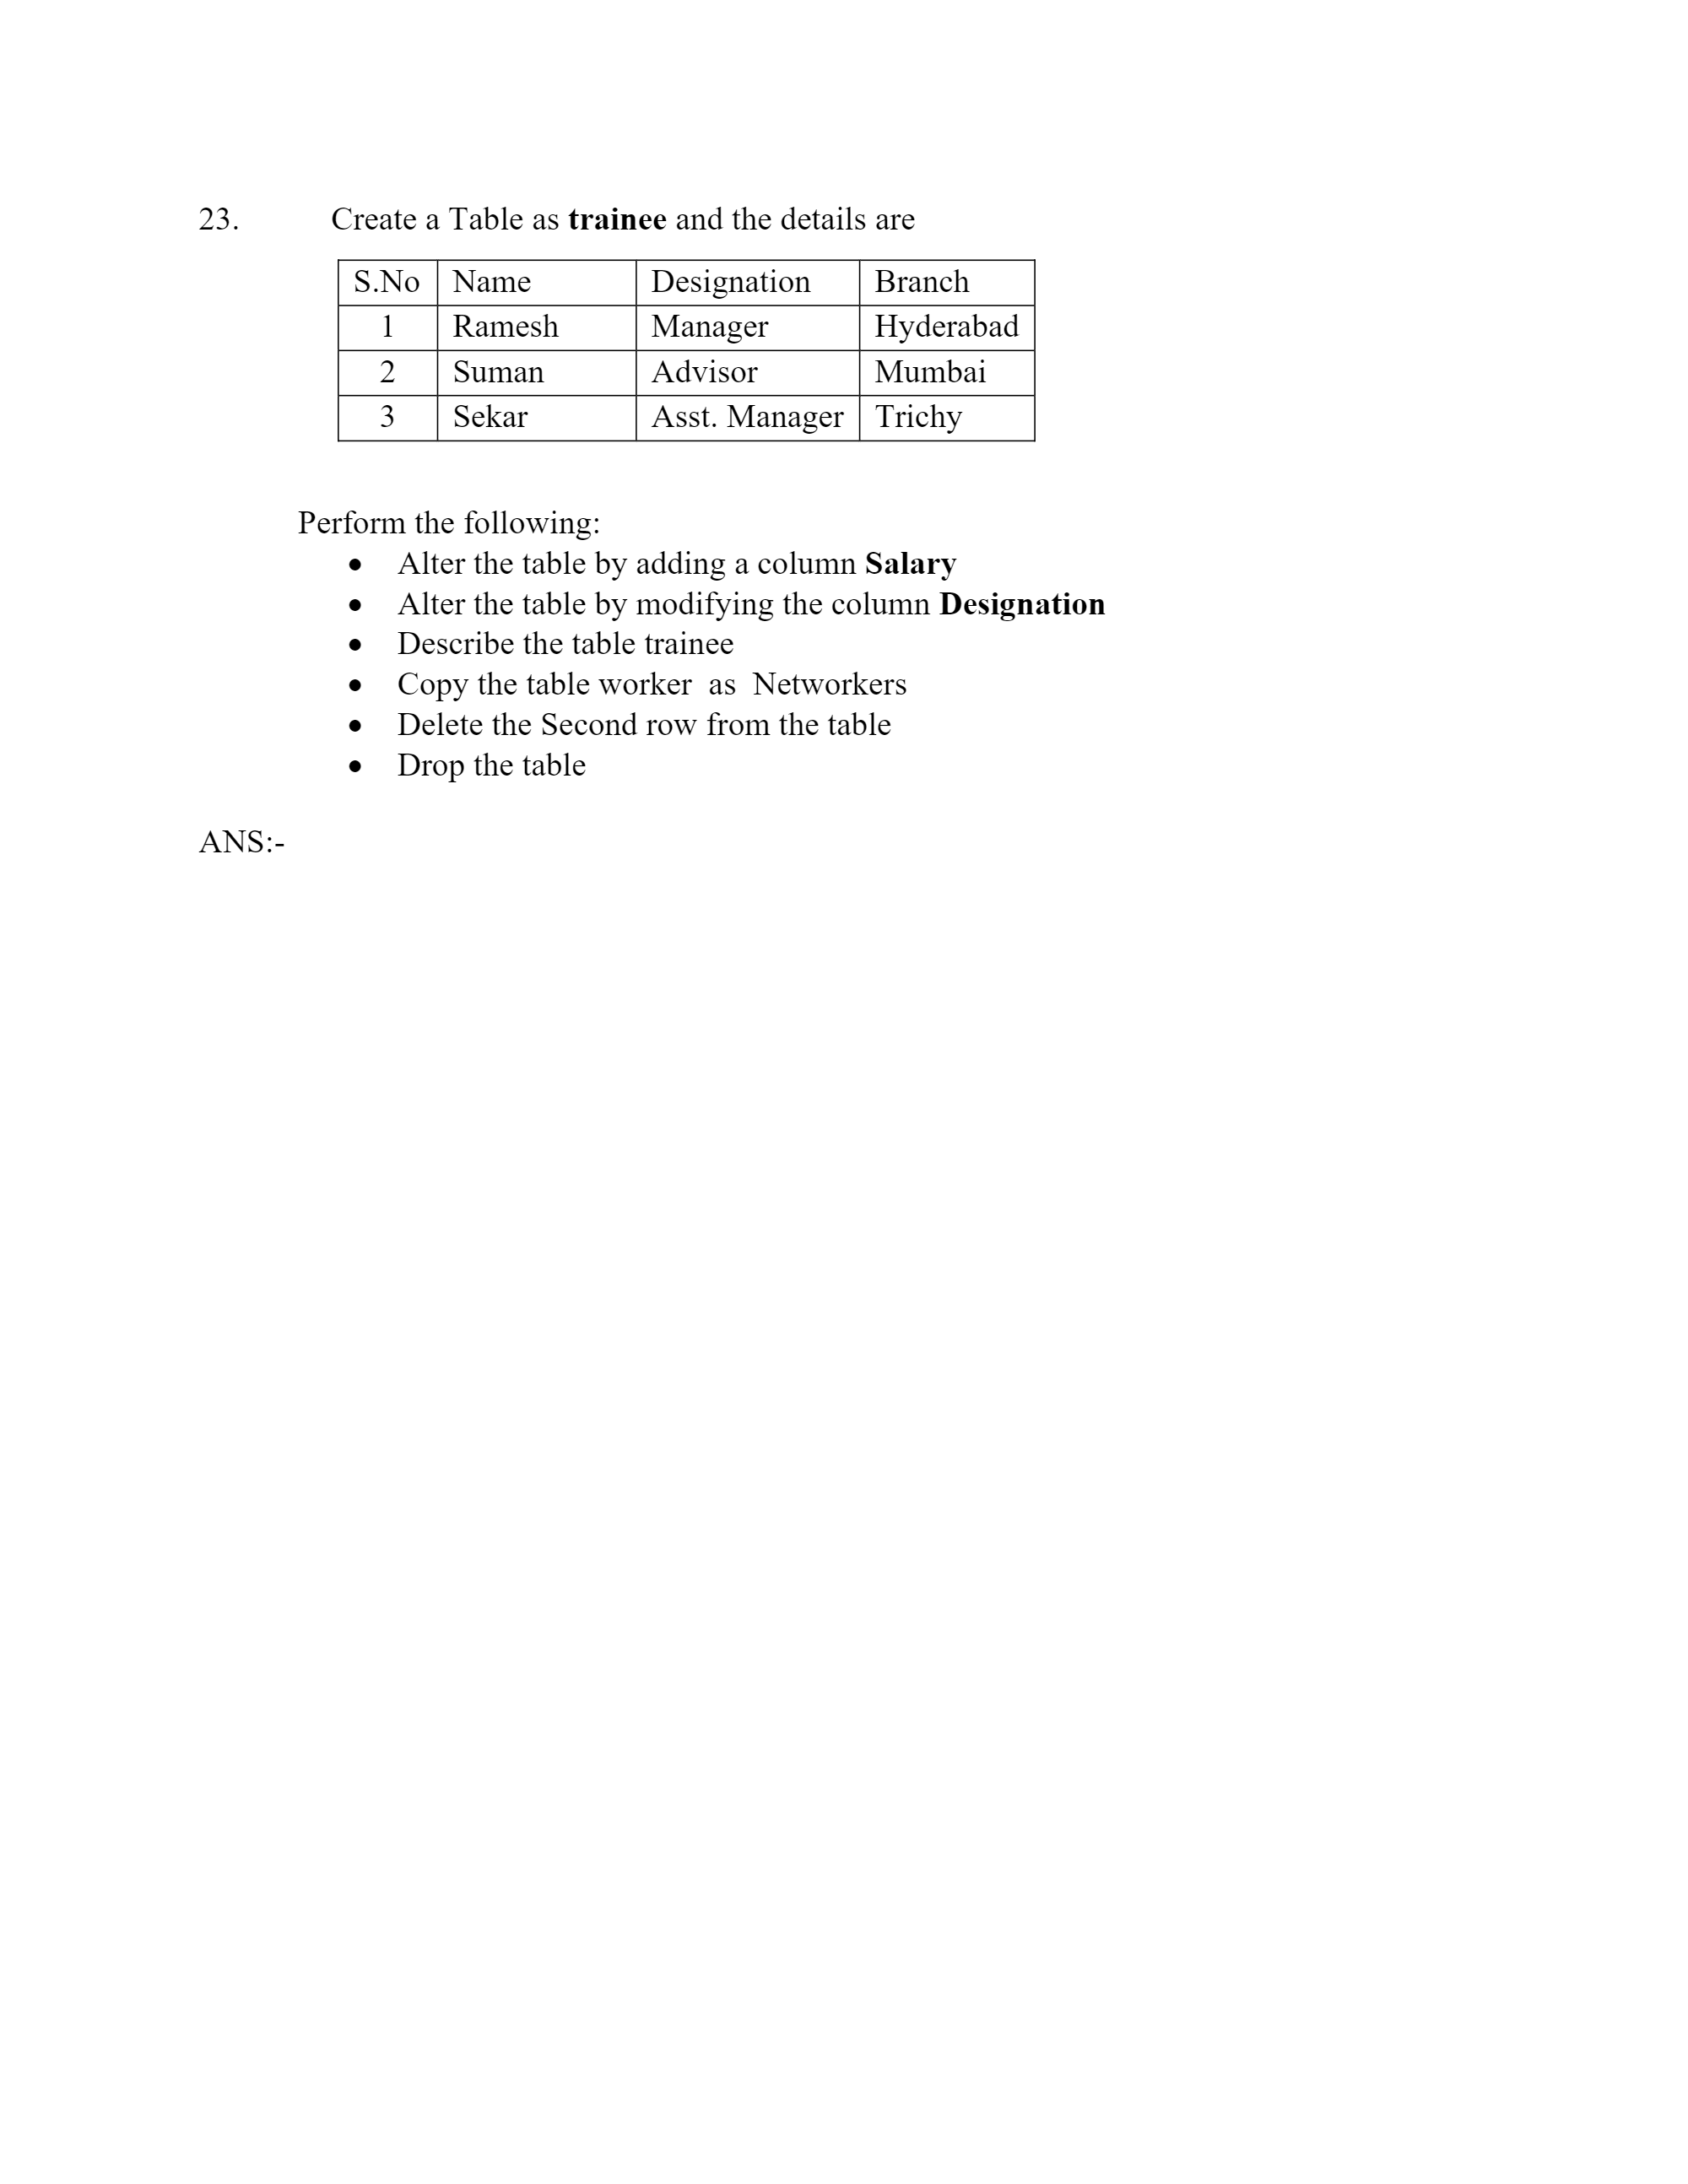 23. Create a Table as trainee and the details are
S.No Name Designation Branch
1 Ramesh Manager Hyderabad
2 Suman Advisor Mumbai
3 Sekar Asst. Manager Trichy
Perform the following:
• Alter the table by adding a column Salary
• Alter the table by modifying the column Designation
• Describe the table trainee
• Copy the table worker as Networkers
• Delete the Second row from the table
• Drop the table
ANS:-